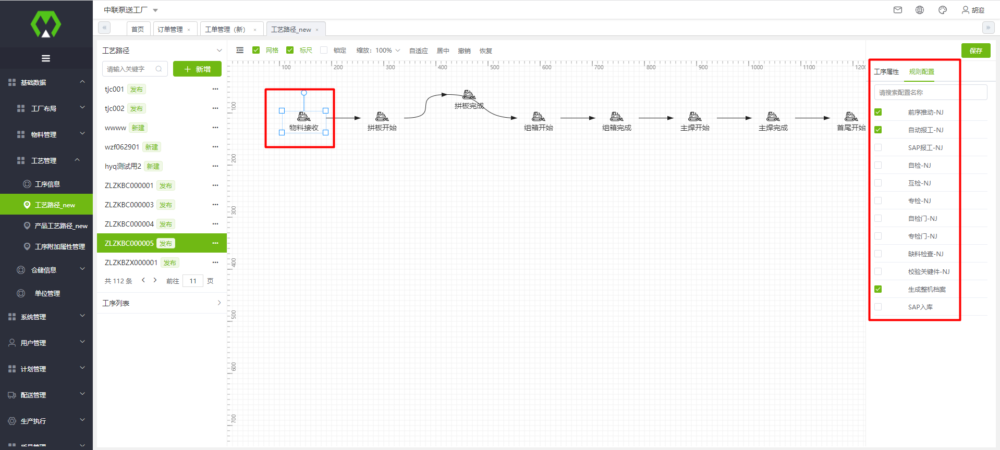 中联泵送工厂
胡迎
首页
订单管理 ×
工单管理（新） ×
工艺路径_new ×
基础数据
工厂布局
物料管理
工艺管理
工序信息
工艺路径_new
产品工艺路径_new
工序附加属性管理
仓储信息
单位管理
系统管理
用户管理
计划管理
配送管理
生产执行
质量管理
工艺路径
请输入关键字
新增
tjc001 发布
tjc002 发布
wwww 新建
wzf062901 新建
hyq测试用2 新建
ZLZKBC000001 发布
ZLZKBC000003 发布
ZLZKBC000004 发布
ZLZKBC000005 发布
ZLZKBZX000001 发布
共 112 条 前往 11 页
工序列表
网格 标尺 锁定 缩放：100% 自适应 居中 撤销 恢复
100 200 300 400 500 600 700 800 900 1000 1100 1200
100
200
300
400
500
600
700
物料接收
拼板开始
拼板完成
组箱开始
组箱完成
主焊开始
主焊完成
首尾开始
保存
工序属性 规则配置
请搜索配置名称
前序推动-NJ
自动报工-NJ
SAP报工-NJ
自检-NJ
互检-NJ
专检-NJ
自检门-NJ
专检门-NJ
缺料检查-NJ
校验关键件-NJ
生成整机档案
SAP入库